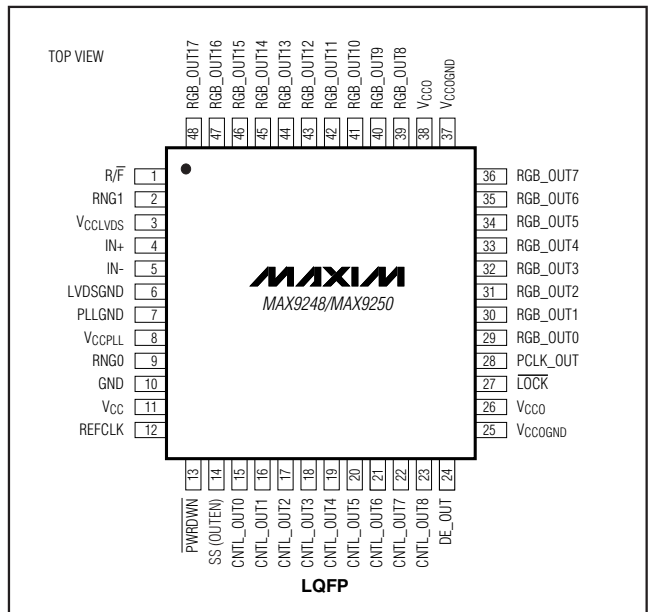 TOP VIEW
RGB_OUT17
RGB_OUT16
RGB_OUT15
RGB_OUT14
RGB_OUT13
RGB_OUT12
RGB_OUT11
RGB_OUT10
RGB_OUT9
RGB_OUT8
VCCO
VCCOGND
48 47 46 45 44 43 42 41 40 39 38 37
R/F̅ 1
RNG1 2
VCCLVDS 3
IN+ 4
IN- 5
LVDSGND 6
PLLGND 7
VCCPLL 8
RNG0 9
GND 10
VCC 11
REFCLK 12
MAXIM
MAX9248/MAX9250
36 RGB_OUT7
35 RGB_OUT6
34 RGB_OUT5
33 RGB_OUT4
32 RGB_OUT3
31 RGB_OUT2
30 RGB_OUT1
29 RGB_OUT0
28 PCLK_OUT
27 L̅O̅C̅K̅
26 VCCO
25 VCCOGND
13 14 15 16 17 18 19 20 21 22 23 24
P̅W̅R̅D̅W̅N̅
SS (OUTEN)
CNTL_OUT0
CNTL_OUT1
CNTL_OUT2
CNTL_OUT3
CNTL_OUT4
CNTL_OUT5
CNTL_OUT6
CNTL_OUT7
CNTL_OUT8
DE_OUT
LQFP